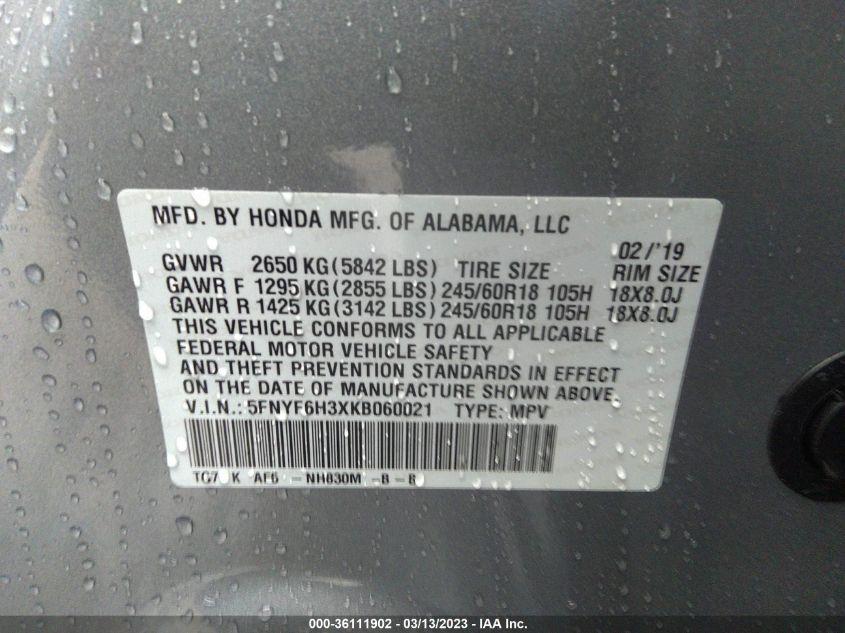 MFD. BY HONDA MFG. OF ALABAMA, LLC
02/'19
GVWR 2650 KG(5842 LBS) TIRE SIZE RIM SIZE
GAWR F 1295 KG(2855 LBS) 245/60R18 105H 18X8.0J
GAWR R 1425 KG(3142 LBS) 245/60R18 105H 18X8.0J
THIS VEHICLE CONFORMS TO ALL APPLICABLE
FEDERAL MOTOR VEHICLE SAFETY
AND THEFT PREVENTION STANDARDS IN EFFECT
ON THE DATE OF MANUFACTURE SHOWN ABOVE.
V.I.N.: 5FNYF6H3XKB060021 TYPE: MPV
K NH830M -B -
000-36111902 - 03/13/2023 - IAA Inc.